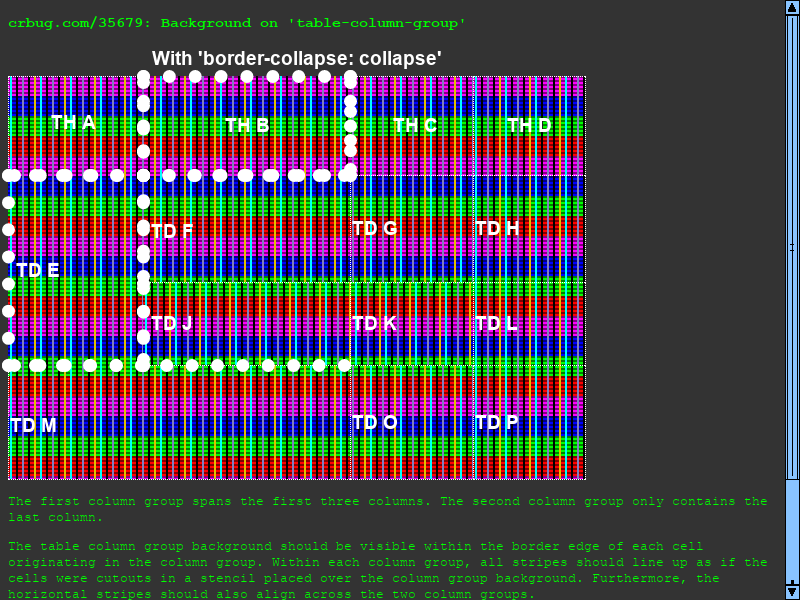 crbug.com/35679: Background on 'table-column-group'
With 'border-collapse: collapse'
TH A TH B TH C TH D
TD E TD F TD G TD H
TD J TD K TD L
TD M TD O TD P
The first column group spans the first three columns. The second column group only contains the
last column.
The table column group background should be visible within the border edge of each cell
originating in the column group. Within each column group, all stripes should line up as if the
cells were cutouts in a stencil placed over the column group background. Furthermore, the
horizontal stripes should also align across the two column groups.